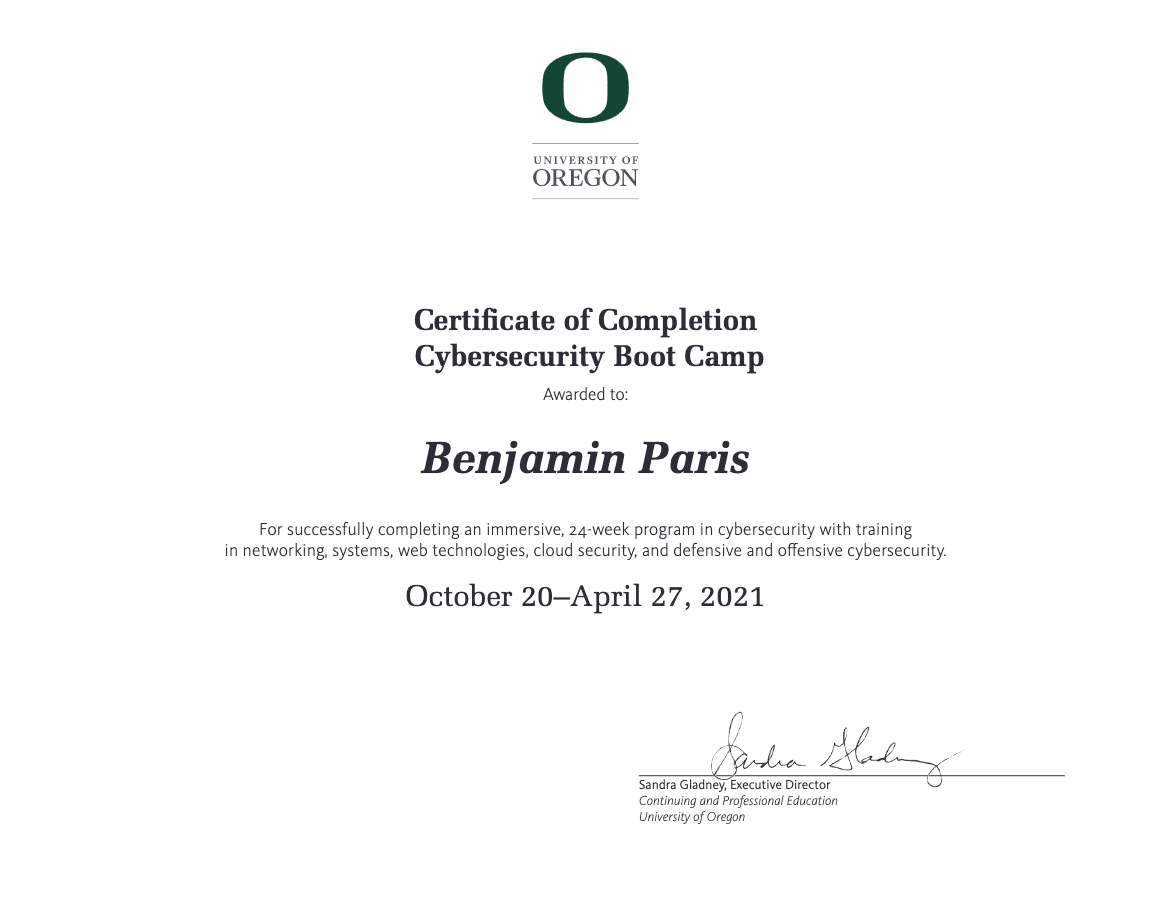 O
UNIVERSITY OF
OREGON
Certificate of Completion
Cybersecurity Boot Camp
Awarded to:
Benjamin Paris
For successfully completing an immersive, 24-week program in cybersecurity with training
in networking, systems, web technologies, cloud security, and defensive and offensive cybersecurity.
October 20–April 27, 2021
Sandra Gladney
Sandra Gladney, Executive Director
Continuing and Professional Education
University of Oregon